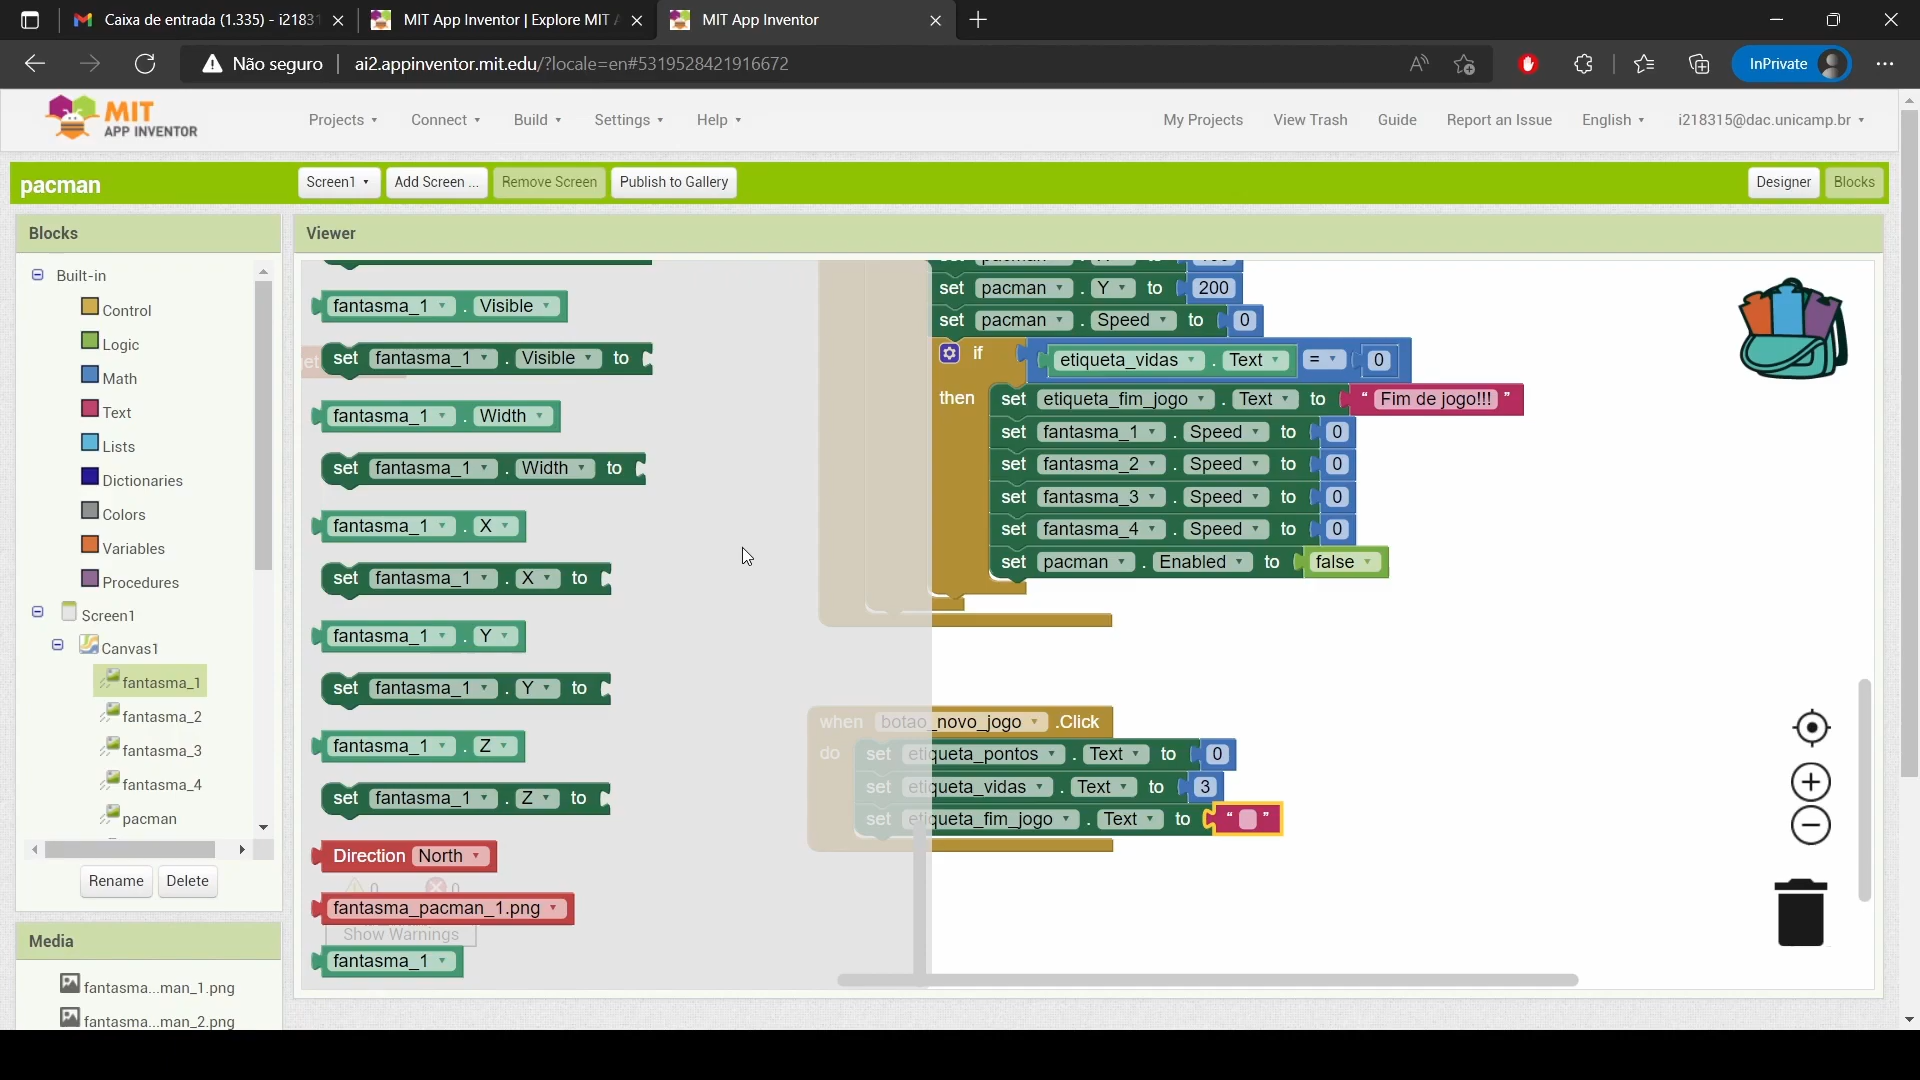 Caixa de entrada (1.335) - i2183
MIT App Inventor | Explore MIT A
MIT App Inventor
Não seguro
ai2.appinventor.mit.edu/?locale=en#5319528421916672
InPrivate
MIT
APP INVENTOR
Projects
Connect
Build
Settings
Help
My Projects
View Trash
Guide
Report an Issue
English
i218315@dac.unicamp.br
pacman
Screen1
Add Screen ...
Remove Screen
Publish to Gallery
Designer
Blocks
Blocks
Built-in
Control
Logic
Math
Text
Lists
Dictionaries
Colors
Variables
Procedures
Screen1
Canvas1
fantasma_1
fantasma_2
fantasma_3
fantasma_4
pacman
Rename
Delete
Media
fantasma...man_1.png
fantasma...man_2.png
Viewer
fantasma_1 . Visible
set fantasma_1 . Visible to
fantasma_1 . Width
set fantasma_1 . Width to
fantasma_1 . X
set fantasma_1 . X to
fantasma_1 . Y
set fantasma_1 . Y to
fantasma_1 . Z
set fantasma_1 . Z to
Direction North
0 0
fantasma_pacman_1.png
Show Warnings
fantasma_1
set pacman . Y to 200
set pacman . Speed to 0
if etiqueta_vidas . Text = 0
then set etiqueta_fim_jogo . Text to “ Fim de jogo!!! ”
set fantasma_1 . Speed to 0
set fantasma_2 . Speed to 0
set fantasma_3 . Speed to 0
set fantasma_4 . Speed to 0
set pacman . Enabled to false
when botao_novo_jogo .Click
do set etiqueta_pontos . Text to 0
set etiqueta_vidas . Text to 3
set etiqueta_fim_jogo . Text to “ ”